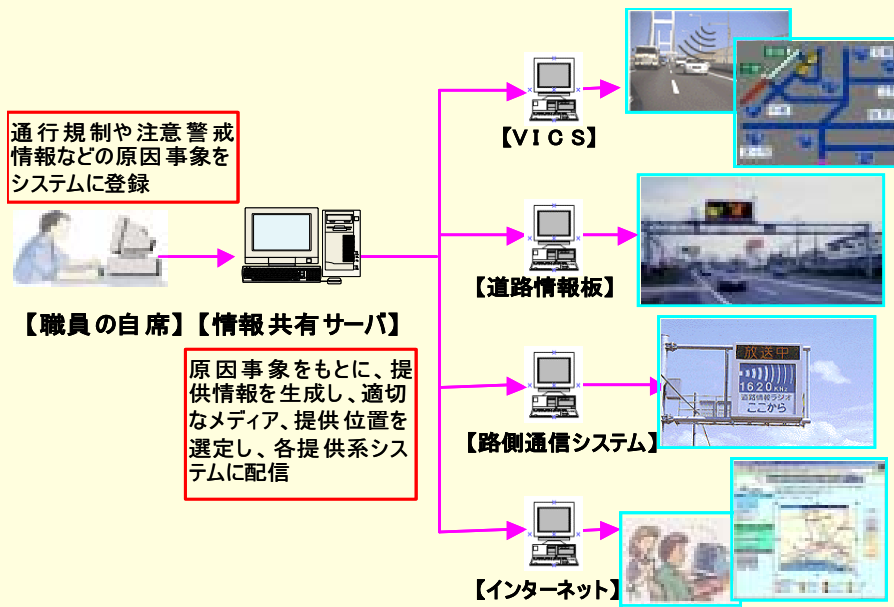 通行規制や注意警戒
情報などの原因事象を
システムに登録
【職員の自席】
【情報共有サーバ】
原因事象をもとに、提
供情報を生成し、適切
なメディア、提供位置を
選定し、各提供系シス
テムに配信
【ＶＩＣＳ】
【道路情報板】
【路側通信システム】
放送中
1620KHz
道路情報ラジオ
ここから
【インターネット】